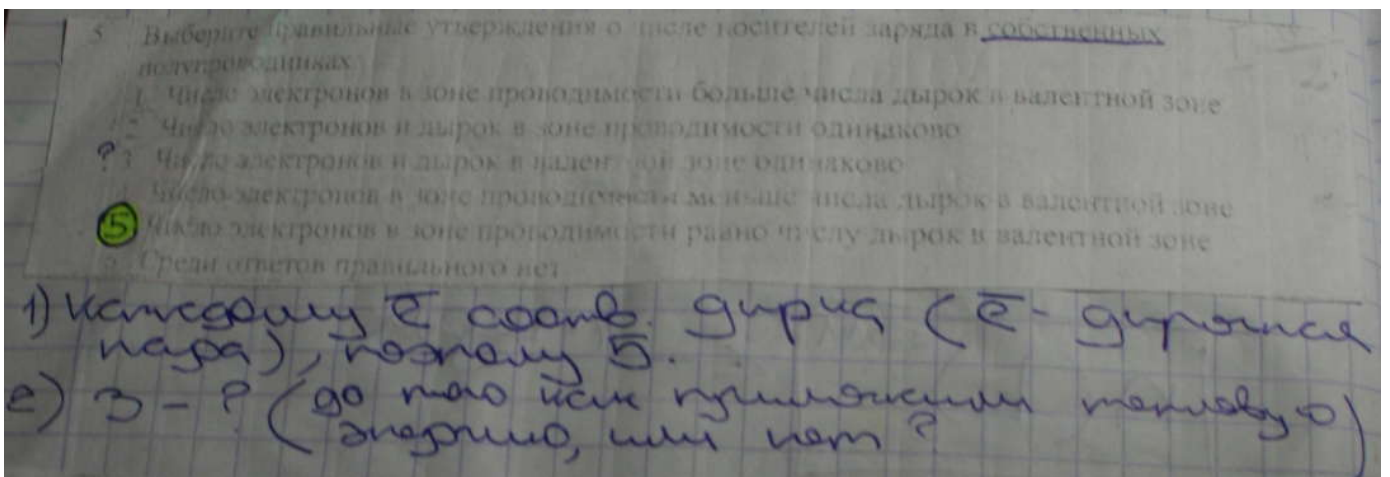 5 Выберите правильные утверждения о числе носителей заряда в собственных
полупроводниках
1. Число электронов в зоне проводимости больше числа дырок в валентной зоне
2. Число электронов и дырок в зоне проводимости одинаково
? 3. Число электронов и дырок в валентной зоне одинаково
4. Число электронов в зоне проводимости меньше числа дырок в валентной зоне
5 Число электронов в зоне проводимости равно числу дырок в валентной зоне
6. Среди ответов правильного нет
1) Каждому e̅ соотв. дырка (e̅ - дырочная
пара), поэтому 5.
2) 3 - ? (до того как приложили тепловую
энергию, или нет?)